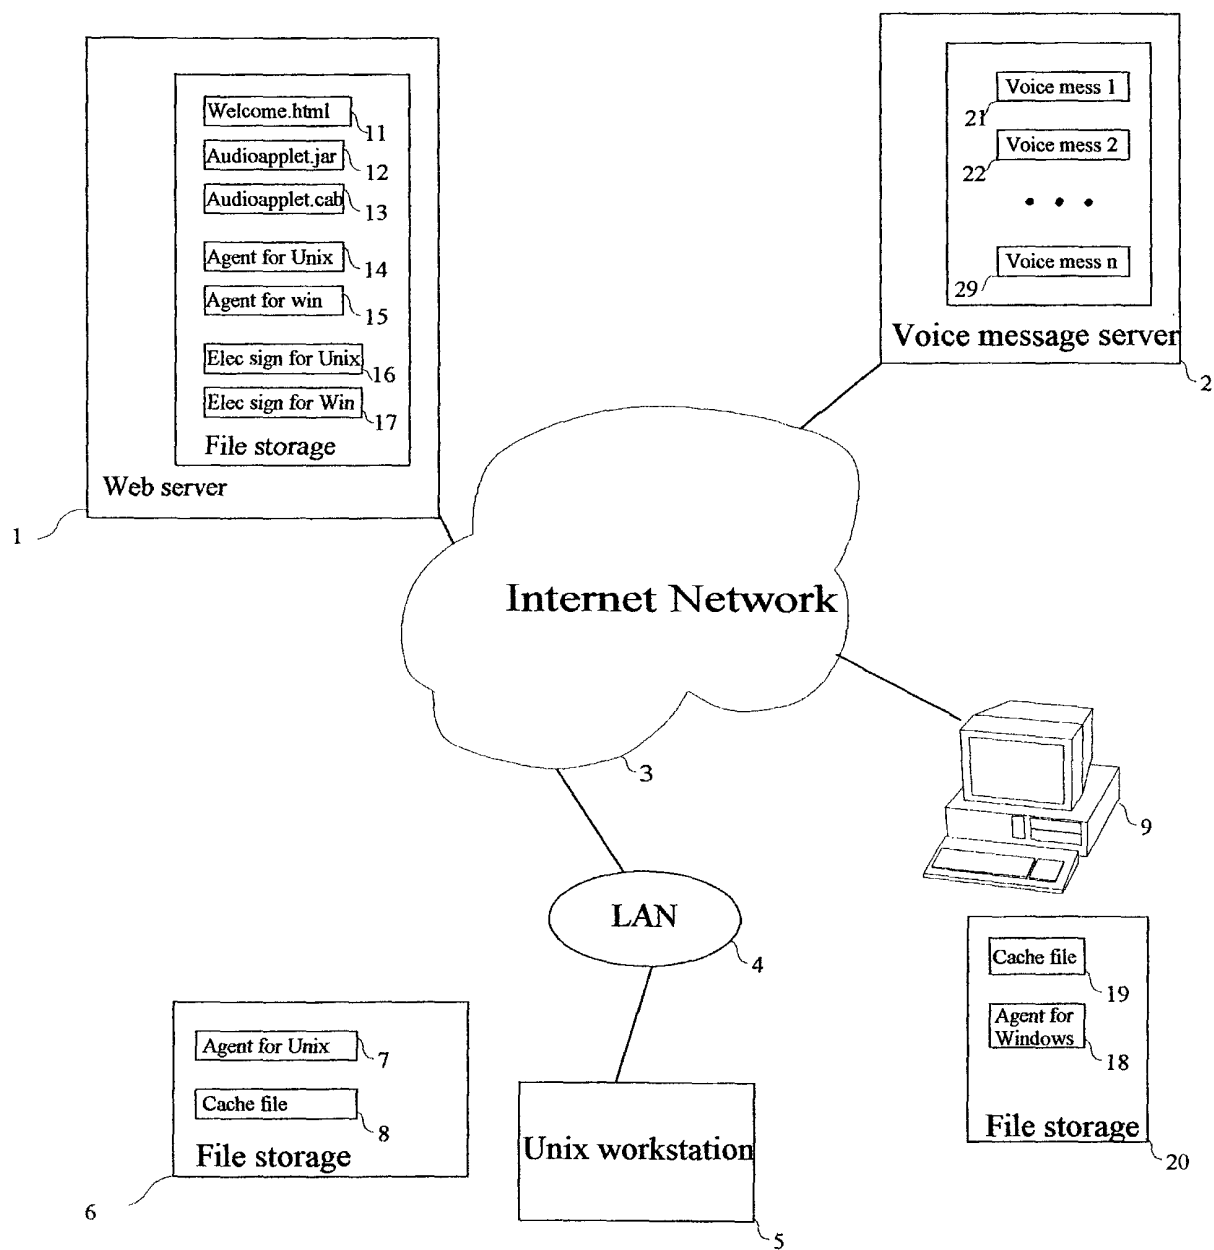 Welcome.html
11
Audioapplet.jar
12
Audioapplet.cab
13
Agent for Unix
14
Agent for win
15
Elec sign for Unix
16
Elec sign for Win
17
File storage
Web server
1
Voice mess 1
21
Voice mess 2
22
• • •
Voice mess n
29
Voice message server
2
Internet Network
3
9
LAN
4
Cache file
19
Agent for
Windows
18
File storage
20
Agent for Unix
7
Cache file
8
File storage
6
Unix workstation
5